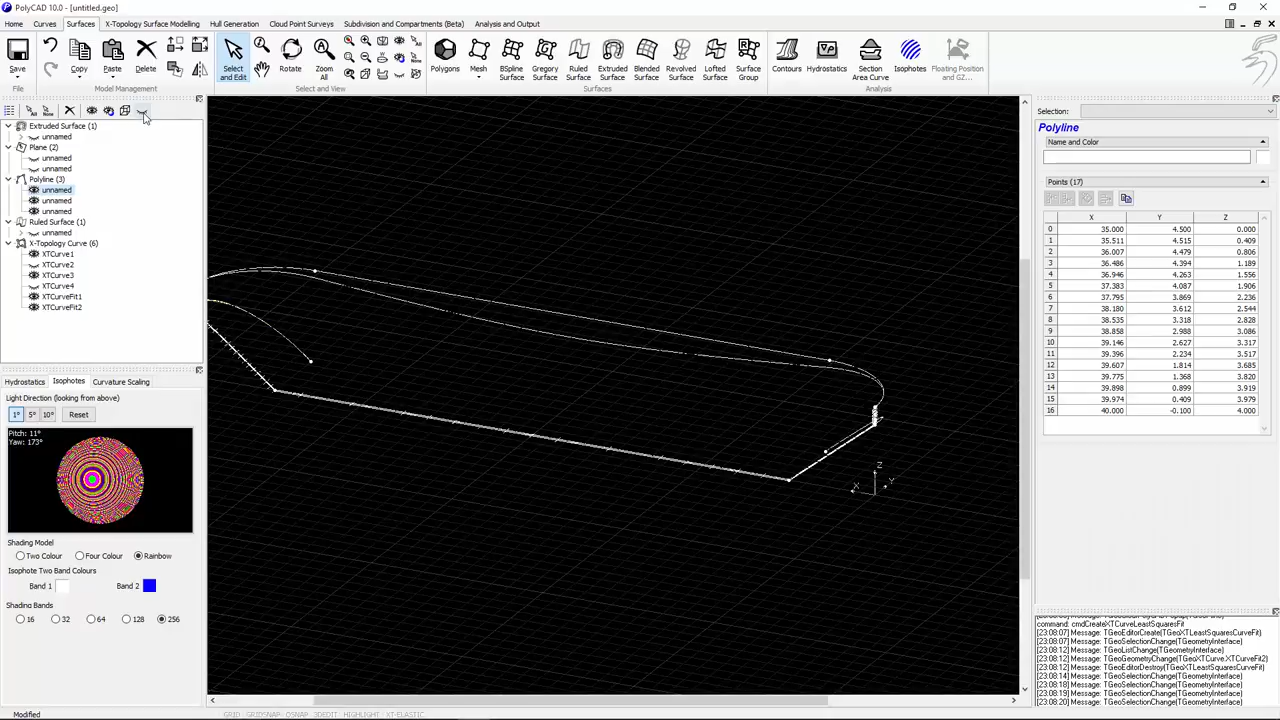 PolyCAD 10.0 - [untitled.geo]
Home Curves Surfaces X-Topology Surface Modelling Hull Generation Cloud Point Surveys Subdivision and Compartments (Beta) Analysis and Output
Save Copy Paste Delete Select and Edit Rotate Zoom All Polygons Mesh BSpline Surface Gregory Surface Ruled Surface Extruded Surface Blended Surface Revolved Surface Lofted Surface Surface Group Contours Hydrostatics Section Area Curve Isophotes Floating Position and GZ...
File Model Management Select and View Surfaces Analysis
Extruded Surface (1)
unnamed
Plane (2)
unnamed
unnamed
Polyline (3)
unnamed
unnamed
unnamed
Ruled Surface (1)
unnamed
X-Topology Curve (6)
XTCurve1
XTCurve2
XTCurve3
XTCurve4
XTCurveFit1
XTCurveFit2
Hydrostatics Isophotes Curvature Scaling
Light Direction (looking from above)
1° 5° 10° Reset
Pitch: 11°
Yaw: 173°
Shading Model
Two Colour Four Colour Rainbow
Isophote Two Band Colours
Band 1 Band 2
Shading Bands
16 32 64 128 256
Z
X Y
Selection:
Polyline
Name and Color
Points (17)
X Y Z
0 35.000 4.500 0.000
1 35.511 4.515 0.409
2 36.007 4.479 0.806
3 36.486 4.394 1.189
4 36.946 4.263 1.556
5 37.383 4.087 1.906
6 37.795 3.869 2.236
7 38.180 3.612 2.544
8 38.535 3.318 2.828
9 38.858 2.988 3.086
10 39.146 2.627 3.317
11 39.396 2.234 3.517
12 39.607 1.814 3.685
13 39.775 1.368 3.820
14 39.898 0.899 3.919
15 39.974 0.409 3.979
16 40.000 -0.100 4.000
command: cmdCreateXTCurveLeastSquaresFit
[23:08:07] Message: TGeoEditorCreate(TGeoXTLeastSquaresCurveFit)
[23:08:07] Message: TGeoSelectionChange(TGeometryInterface)
[23:08:12] Message: TGeoListChange(TGeometryInterface)
[23:08:12] Message: TGeoGeometryChange(TGeoXTCurve.XTCurveFit2)
[23:08:12] Message: TGeoEditorDestroy(TGeoXTLeastSquaresCurveFit)
[23:08:14] Message: TGeoSelectionChange(TGeometryInterface)
[23:08:18] Message: TGeoSelectionChange(TGeometryInterface)
[23:08:19] Message: TGeoSelectionChange(TGeometryInterface)
[23:08:20] Message: TGeoSelectionChange(TGeometryInterface)
Modified GRID GRIDSNAP OSNAP 3DEDIT HIGHLIGHT XT-ELASTIC